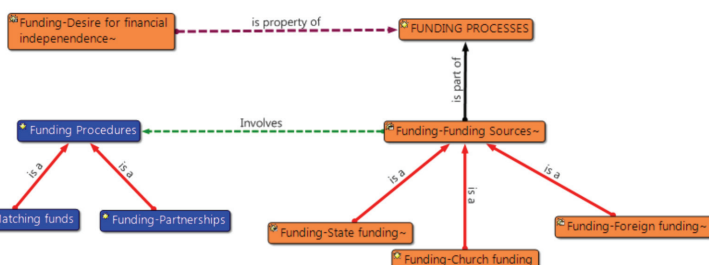 Funding-Desire for financial
indepenendence~
is property of
FUNDING PROCESSES
is part of
Funding Procedures
Involves
Funding-Funding Sources~
is a
is a
is a
is a
is a
Matching funds
Funding-Partnerships
Funding-State funding~
Funding-Church funding
Funding-Foreign funding~